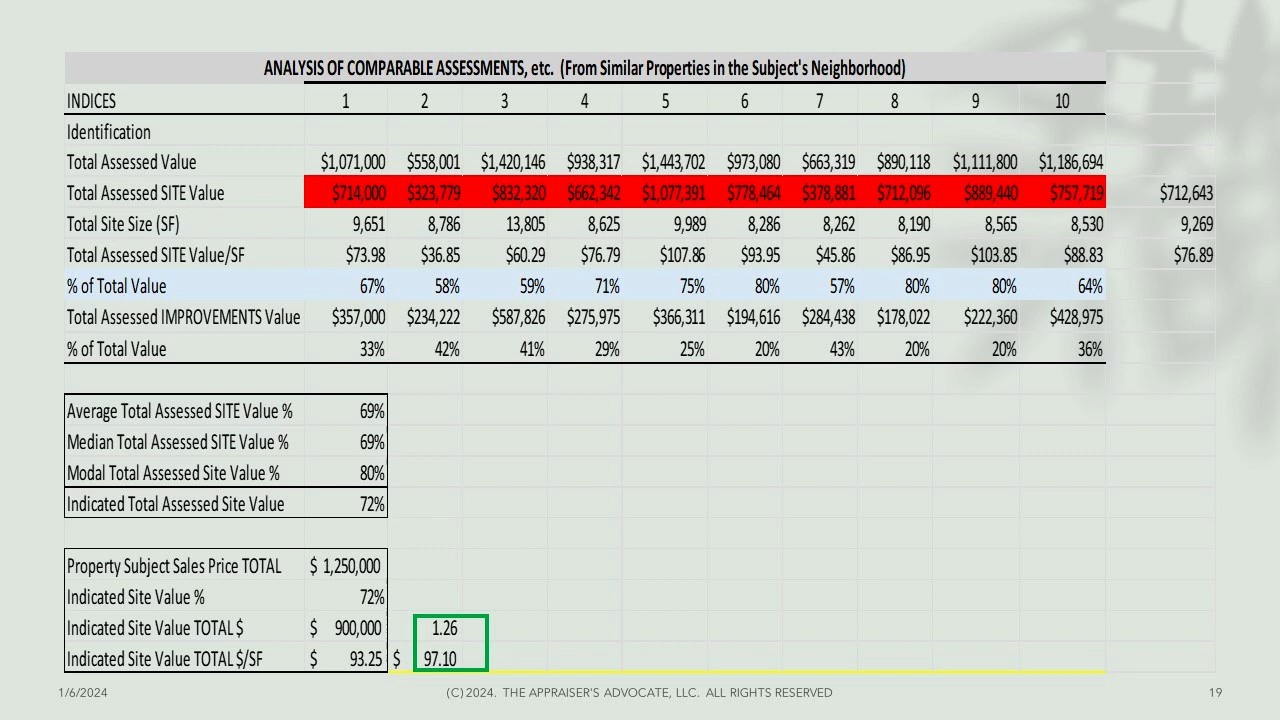 ANALYSIS OF COMPARABLE ASSESSMENTS, etc. (From Similar Properties in the Subject's Neighborhood)
INDICES 1 2 3 4 5 6 7 8 9 10
Identification
Total Assessed Value $1,071,000 $558,001 $1,420,146 $938,317 $1,443,702 $973,080 $663,319 $890,118 $1,111,800 $1,186,694
Total Assessed SITE Value $714,000 $323,779 $832,320 $662,342 $1,077,391 $778,464 $378,881 $712,096 $889,440 $757,719 $712,643
Total Site Size (SF) 9,651 8,786 13,805 8,625 9,989 8,286 8,262 8,190 8,565 8,530 9,269
Total Assessed SITE Value/SF $73.98 $36.85 $60.29 $76.79 $107.86 $93.95 $45.86 $86.95 $103.85 $88.83 $76.89
% of Total Value 67% 58% 59% 71% 75% 80% 57% 80% 80% 64%
Total Assessed IMPROVEMENTS Value $357,000 $234,222 $587,826 $275,975 $366,311 $194,616 $284,438 $178,022 $222,360 $428,975
% of Total Value 33% 42% 41% 29% 25% 20% 43% 20% 20% 36%
Average Total Assessed SITE Value % 69%
Median Total Assessed SITE Value % 69%
Modal Total Assessed Site Value % 80%
Indicated Total Assessed Site Value 72%
Property Subject Sales Price TOTAL $ 1,250,000
Indicated Site Value % 72%
Indicated Site Value TOTAL $ $ 900,000 1.26
Indicated Site Value TOTAL $/SF $ 93.25 $ 97.10
1/6/2024 (C) 2024. THE APPRAISER'S ADVOCATE, LLC. ALL RIGHTS RESERVED 19